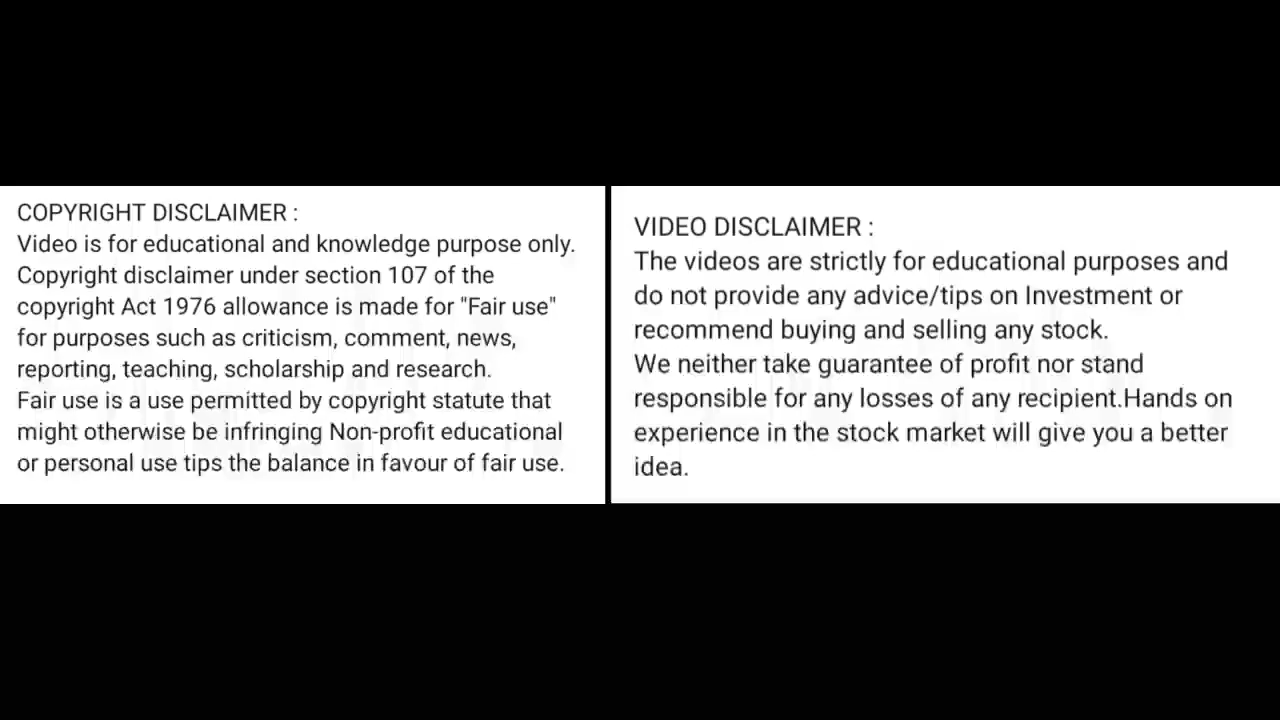 COPYRIGHT DISCLAIMER :
Video is for educational and knowledge purpose only.
Copyright disclaimer under section 107 of the
copyright Act 1976 allowance is made for "Fair use"
for purposes such as criticism, comment, news,
reporting, teaching, scholarship and research.
Fair use is a use permitted by copyright statute that
might otherwise be infringing Non-profit educational
or personal use tips the balance in favour of fair use.
VIDEO DISCLAIMER :
The videos are strictly for educational purposes and
do not provide any advice/tips on Investment or
recommend buying and selling any stock.
We neither take guarantee of profit nor stand
responsible for any losses of any recipient.Hands on
experience in the stock market will give you a better
idea.